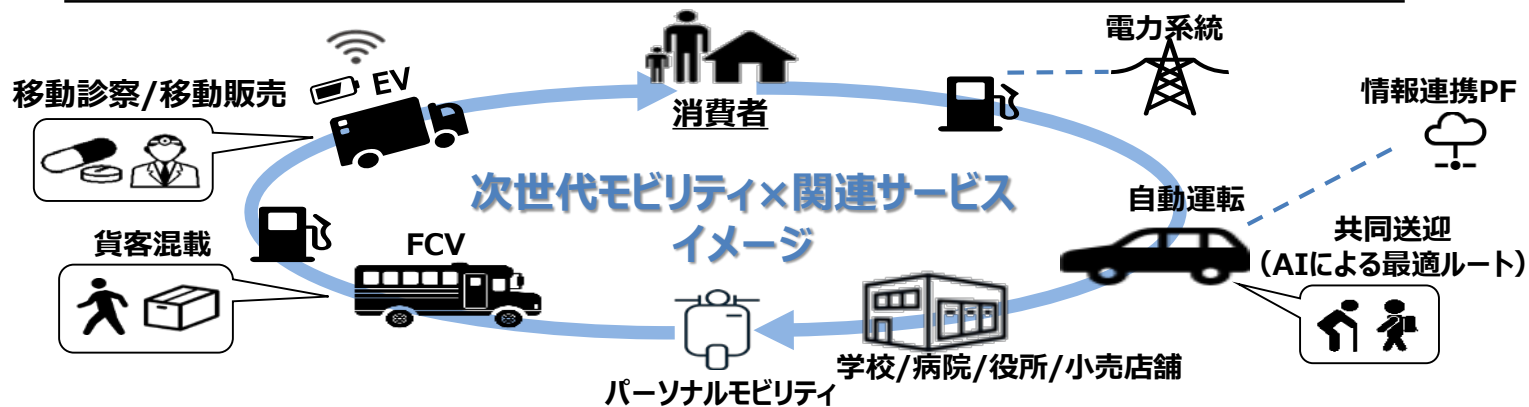 電力系統
EV
移動診察/移動販売
情報連携PF
消費者
次世代モビリティ×関連サービス
イメージ
自動運転
貨客混載
FCV
共同送迎
（AIによる最適ルート）
学校/病院/役所/小売店舗
パーソナルモビリティ